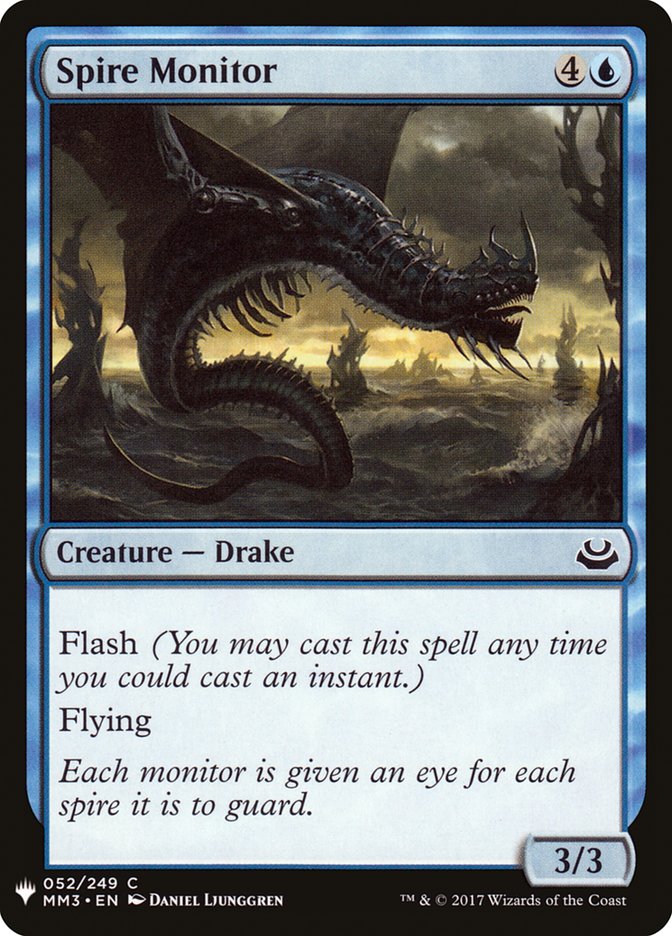 Spire Monitor 4
Creature — Drake
Flash (You may cast this spell any time
you could cast an instant.)
Flying
Each monitor is given an eye for each
spire it is to guard.
3/3
052/249 C
MM3 • EN Daniel Ljunggren ™ & © 2017 Wizards of the Coast